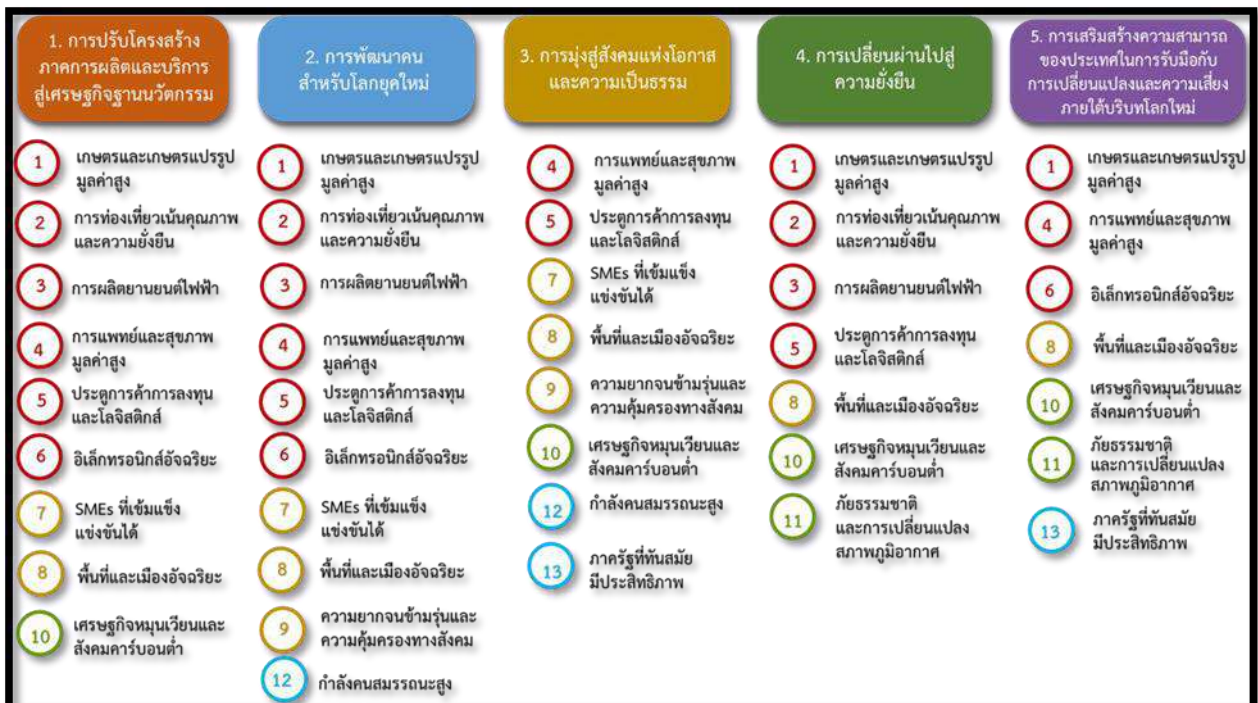 1. การปรับโครงสร้าง
ภาคการผลิตและบริการ
สู่เศรษฐกิจฐานนวัตกรรม
1
เกษตรและเกษตรแปรรูป
มูลค่าสูง
2
การท่องเที่ยวเน้นคุณภาพ
และความยั่งยืน
3
การผลิตยานยนต์ไฟฟ้า
4
การแพทย์และสุขภาพ
มูลค่าสูง
5
ประตูการค้าการลงทุน
และโลจิสติกส์
6
อิเล็กทรอนิกส์อัจฉริยะ
7
SMEs ที่เข้มแข็ง
แข่งขันได้
8
พื้นที่และเมืองอัจฉริยะ
10
เศรษฐกิจหมุนเวียนและ
สังคมคาร์บอนต่ำ
2. การพัฒนาคน
สำหรับโลกยุคใหม่
1
เกษตรและเกษตรแปรรูป
มูลค่าสูง
2
การท่องเที่ยวเน้นคุณภาพ
และความยั่งยืน
3
การผลิตยานยนต์ไฟฟ้า
4
การแพทย์และสุขภาพ
มูลค่าสูง
5
ประตูการค้าการลงทุน
และโลจิสติกส์
6
อิเล็กทรอนิกส์อัจฉริยะ
7
SMEs ที่เข้มแข็ง
แข่งขันได้
8
พื้นที่และเมืองอัจฉริยะ
9
ความยากจนข้ามรุ่นและ
ความคุ้มครองทางสังคม
12
กำลังคนสมรรถนะสูง
3. การมุ่งสู่สังคมแห่งโอกาส
และความเป็นธรรม
4
การแพทย์และสุขภาพ
มูลค่าสูง
5
ประตูการค้าการลงทุน
และโลจิสติกส์
7
SMEs ที่เข้มแข็ง
แข่งขันได้
8
พื้นที่และเมืองอัจฉริยะ
9
ความยากจนข้ามรุ่นและ
ความคุ้มครองทางสังคม
10
เศรษฐกิจหมุนเวียนและ
สังคมคาร์บอนต่ำ
12
กำลังคนสมรรถนะสูง
13
ภาครัฐที่ทันสมัย
มีประสิทธิภาพ
4. การเปลี่ยนผ่านไปสู่
ความยั่งยืน
1
เกษตรและเกษตรแปรรูป
มูลค่าสูง
2
การท่องเที่ยวเน้นคุณภาพ
และความยั่งยืน
3
การผลิตยานยนต์ไฟฟ้า
5
ประตูการค้าการลงทุน
และโลจิสติกส์
8
พื้นที่และเมืองอัจฉริยะ
10
เศรษฐกิจหมุนเวียนและ
สังคมคาร์บอนต่ำ
11
ภัยธรรมชาติ
และการเปลี่ยนแปลง
สภาพภูมิอากาศ
5. การเสริมสร้างความสามารถ
ของประเทศในการรับมือกับ
การเปลี่ยนแปลงและความเสี่ยง
ภายใต้บริบทโลกใหม่
1
เกษตรและเกษตรแปรรูป
มูลค่าสูง
4
การแพทย์และสุขภาพ
มูลค่าสูง
6
อิเล็กทรอนิกส์อัจฉริยะ
8
พื้นที่และเมืองอัจฉริยะ
10
เศรษฐกิจหมุนเวียนและ
สังคมคาร์บอนต่ำ
11
ภัยธรรมชาติ
และการเปลี่ยนแปลง
สภาพภูมิอากาศ
13
ภาครัฐที่ทันสมัย
มีประสิทธิภาพ